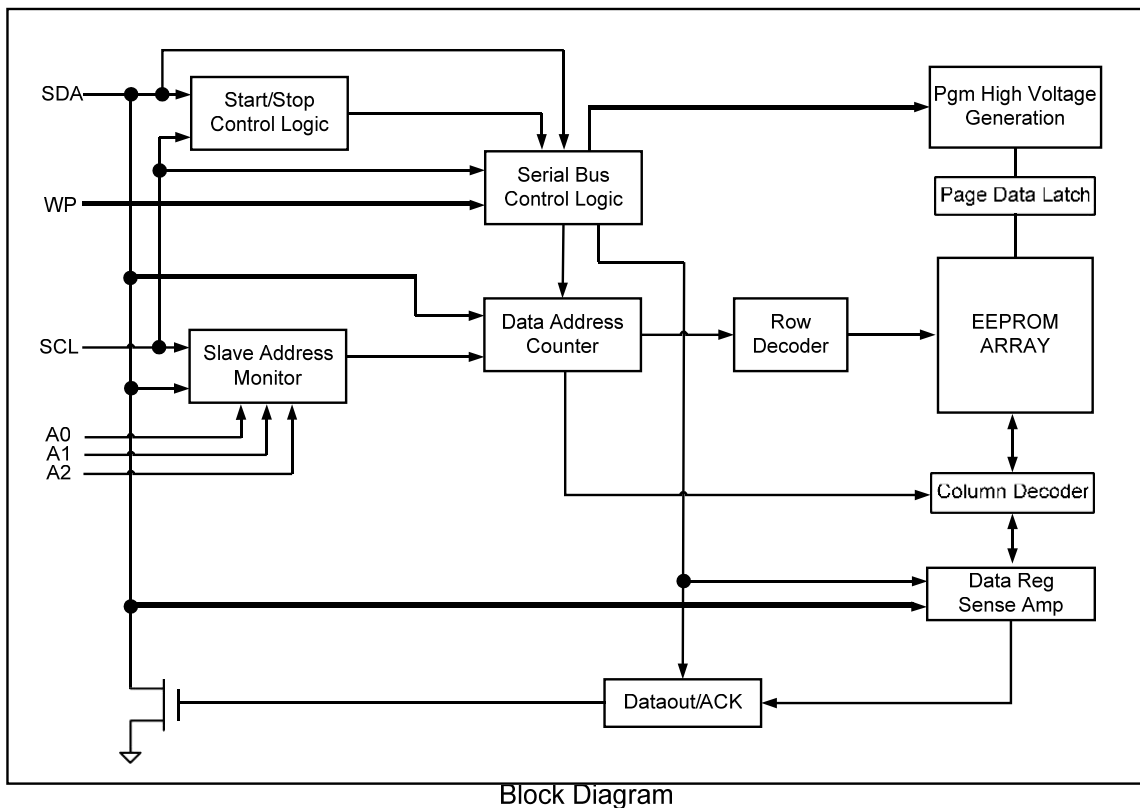 SDA
Start/Stop
Control Logic
Pgm High Voltage
Generation
Serial Bus
Control Logic
WP
Page Data Latch
Data Address
Counter
Row
Decoder
EEPROM
ARRAY
SCL
Slave Address
Monitor
A0
A1
A2
Column Decoder
Data Reg
Sense Amp
Dataout/ACK
Block Diagram